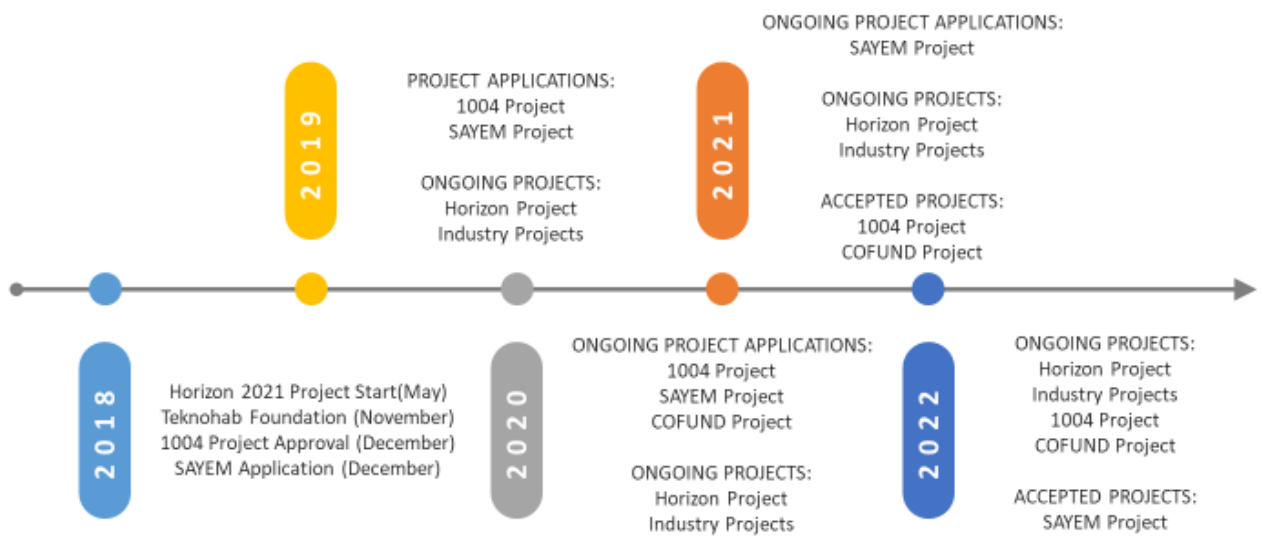 2018
Horizon 2021 Project Start(May)
Teknohab Foundation (November)
1004 Project Approval (December)
SAYEM Application (December)
2019
PROJECT APPLICATIONS:
1004 Project
SAYEM Project
ONGOING PROJECTS:
Horizon Project
Industry Projects
2020
ONGOING PROJECT APPLICATIONS:
1004 Project
SAYEM Project
COFUND Project
ONGOING PROJECTS:
Horizon Project
Industry Projects
2021
ONGOING PROJECT APPLICATIONS:
SAYEM Project
ONGOING PROJECTS:
Horizon Project
Industry Projects
ACCEPTED PROJECTS:
1004 Project
COFUND Project
2022
ONGOING PROJECTS:
Horizon Project
Industry Projects
1004 Project
COFUND Project
ACCEPTED PROJECTS:
SAYEM Project